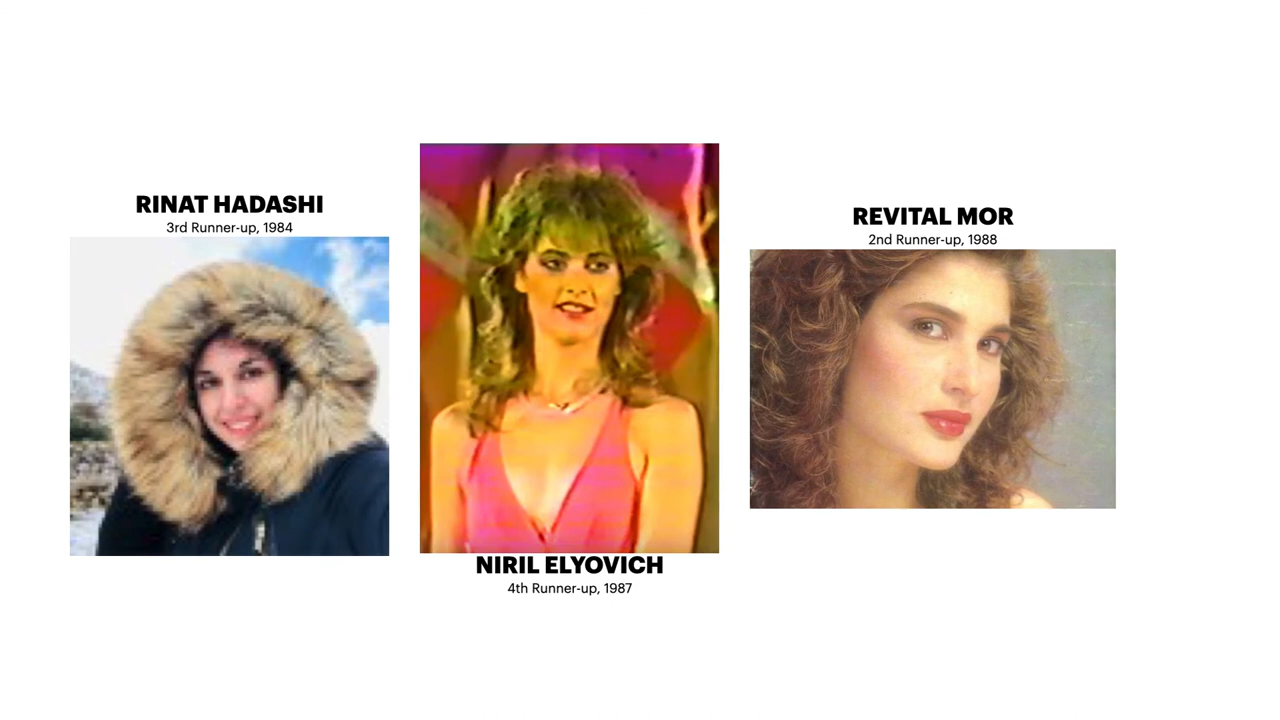 RINAT HADASHI
3rd Runner-up, 1984
NIRIL ELYOVICH
4th Runner-up, 1987
REVITAL MOR
2nd Runner-up, 1988